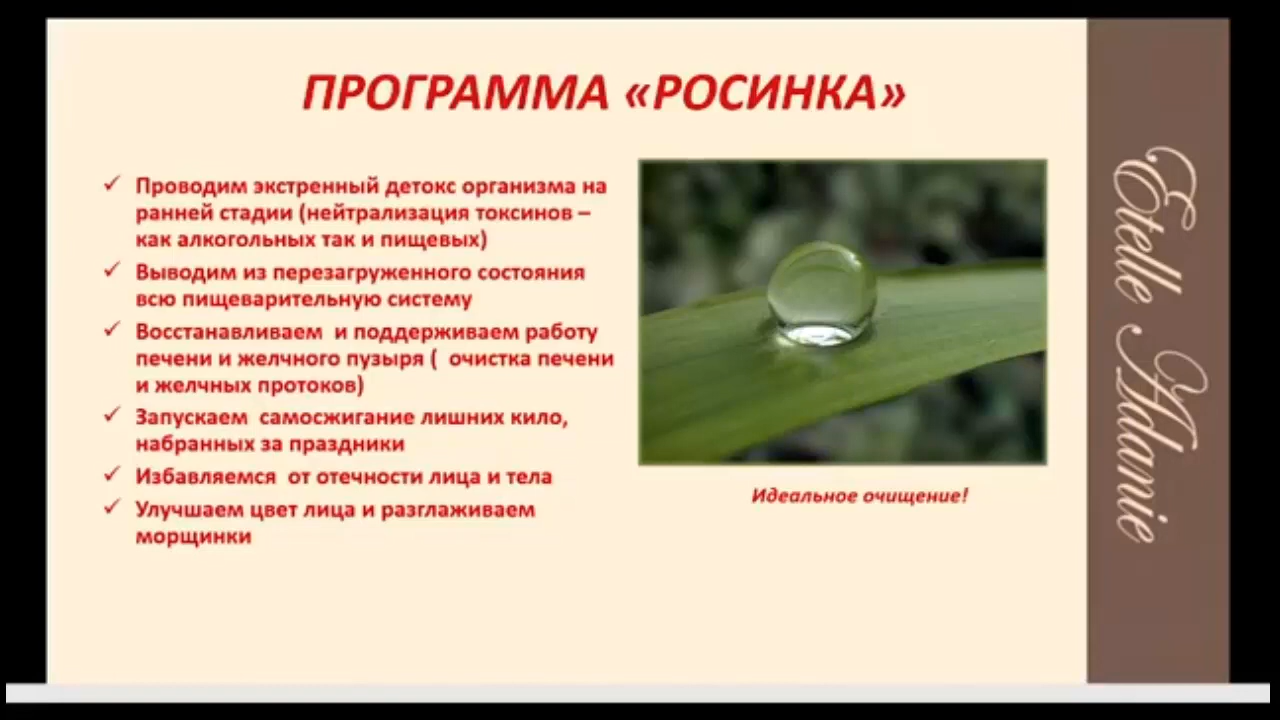 ПРОГРАММА «РОСИНКА»
✓ Проводим экстренный детокс организма на
ранней стадии (нейтрализация токсинов –
как алкогольных так и пищевых)
✓ Выводим из перезагруженного состояния
всю пищеварительную систему
✓ Восстанавливаем и поддерживаем работу
печени и желчного пузыря ( очистка печени
и желчных протоков)
✓ Запускаем самосжигание лишних кило,
набранных за праздники
✓ Избавляемся от отечности лица и тела
✓ Улучшаем цвет лица и разглаживаем
морщинки
Идеальное очищение!
Etelle Adanie